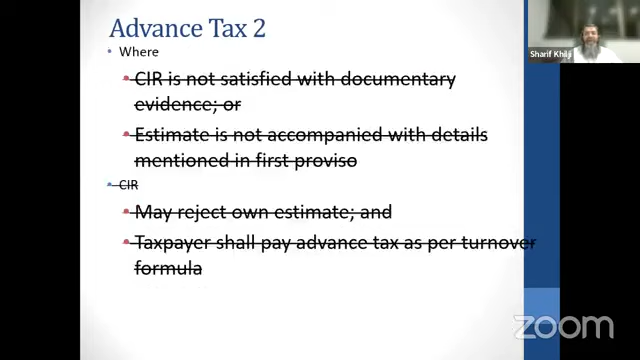 Advance Tax 2
Where
CIR is not satisfied with documentary
evidence; or
Estimate is not accompanied with details
mentioned in first proviso
CIR
May reject own estimate; and
Taxpayer shall pay advance tax as per turnover
formula
Sharif Khilji
zoom